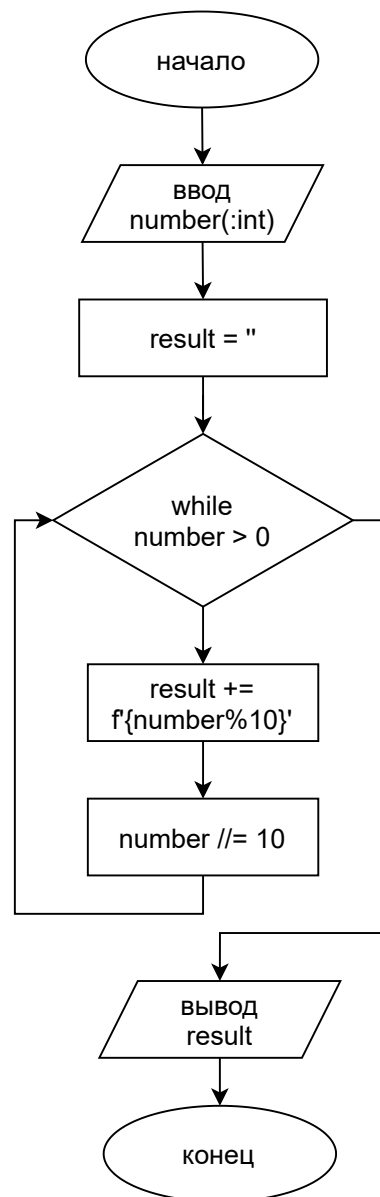 начало
ввод
number(:int)
result = ''
while
number > 0
result +=
f'{number%10}'
number //= 10
вывод
result
конец